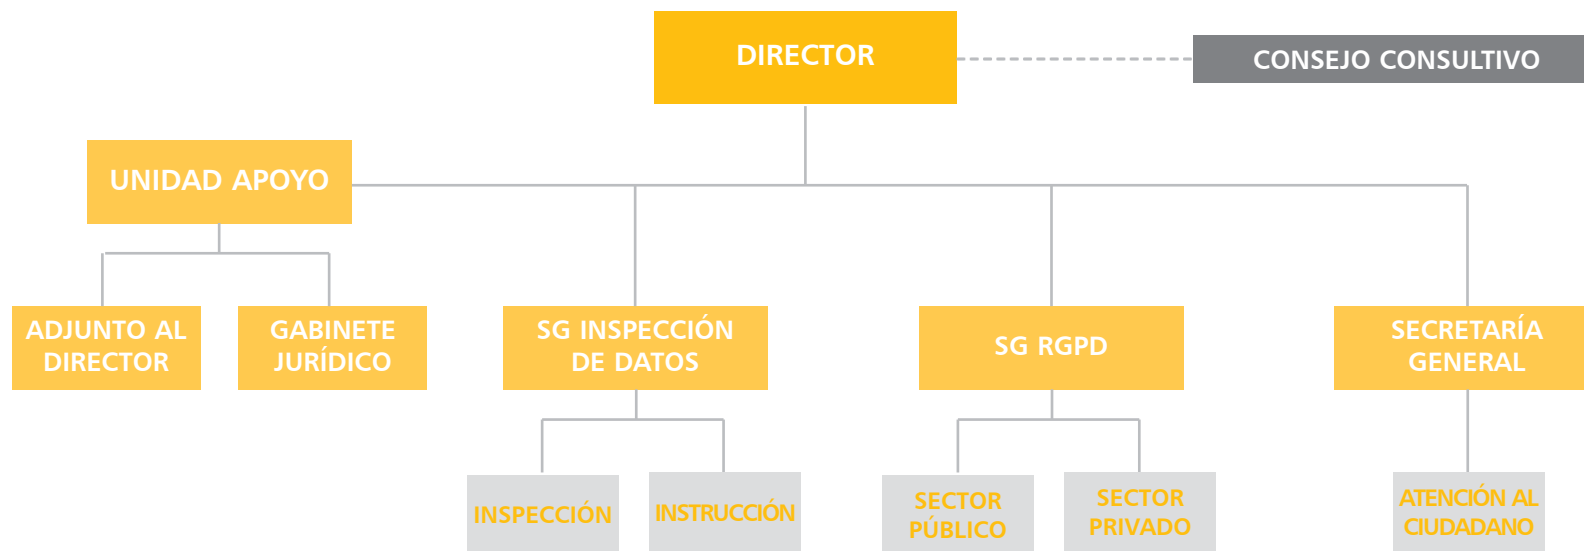 DIRECTOR
CONSEJO CONSULTIVO
UNIDAD APOYO
ADJUNTO AL
DIRECTOR
GABINETE
JURÍDICO
SG INSPECCIÓN
DE DATOS
SG RGPD
SECRETARÍA
GENERAL
INSPECCIÓN
INSTRUCCIÓN
SECTOR
PÚBLICO
SECTOR
PRIVADO
ATENCIÓN AL
CIUDADANO